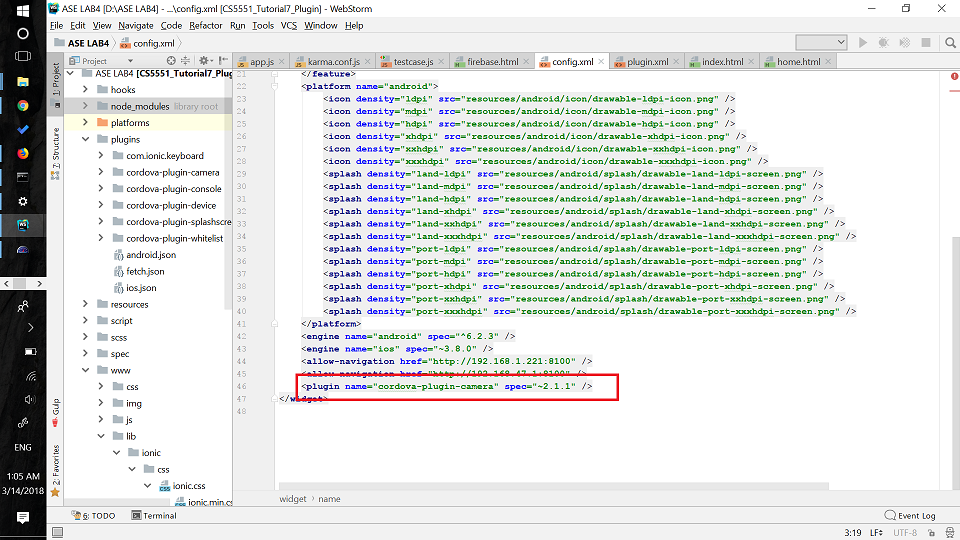 ASE LAB4 [D:\ASE LAB4] - ...\config.xml [CS5551_Tutorial7_Plugin] - WebStorm
File Edit View Navigate Code Refactor Run Tools VCS Window Help
ASE LAB4 config.xml
Project
app.js karma.conf.js testcase.js firebase.html config.xml plugin.xml index.html home.html
1: Project
7: Structure
Gulp
2: Favorites
ASE LAB4 [CS5551_Tutorial7_Plug
hooks
node_modules library root
platforms
plugins
com.ionic.keyboard
cordova-plugin-camera
cordova-plugin-console
cordova-plugin-device
cordova-plugin-splashscre
cordova-plugin-whitelist
android.json
fetch.json
ios.json
resources
script
scss
spec
www
css
img
js
lib
ionic
css
ionic.css
ionic.min.cs
21 </feature>
22 <platform name="android">
23 <icon density="ldpi" src="resources/android/icon/drawable-ldpi-icon.png" />
24 <icon density="mdpi" src="resources/android/icon/drawable-mdpi-icon.png" />
25 <icon density="hdpi" src="resources/android/icon/drawable-hdpi-icon.png" />
26 <icon density="xhdpi" src="resources/android/icon/drawable-xhdpi-icon.png" />
27 <icon density="xxhdpi" src="resources/android/icon/drawable-xxhdpi-icon.png" />
28 <icon density="xxxhdpi" src="resources/android/icon/drawable-xxxhdpi-icon.png" />
29 <splash density="land-ldpi" src="resources/android/splash/drawable-land-ldpi-screen.png" />
30 <splash density="land-mdpi" src="resources/android/splash/drawable-land-mdpi-screen.png" />
31 <splash density="land-hdpi" src="resources/android/splash/drawable-land-hdpi-screen.png" />
32 <splash density="land-xhdpi" src="resources/android/splash/drawable-land-xhdpi-screen.png" />
33 <splash density="land-xxhdpi" src="resources/android/splash/drawable-land-xxhdpi-screen.png" />
34 <splash density="land-xxxhdpi" src="resources/android/splash/drawable-land-xxxhdpi-screen.png" />
35 <splash density="port-ldpi" src="resources/android/splash/drawable-port-ldpi-screen.png" />
36 <splash density="port-mdpi" src="resources/android/splash/drawable-port-mdpi-screen.png" />
37 <splash density="port-hdpi" src="resources/android/splash/drawable-port-hdpi-screen.png" />
38 <splash density="port-xhdpi" src="resources/android/splash/drawable-port-xhdpi-screen.png" />
39 <splash density="port-xxhdpi" src="resources/android/splash/drawable-port-xxhdpi-screen.png" />
40 <splash density="port-xxxhdpi" src="resources/android/splash/drawable-port-xxxhdpi-screen.png" />
41 </platform>
42 <engine name="android" spec="^6.2.3" />
43 <engine name="ios" spec="~3.8.0" />
44 <allow-navigation href="http://192.168.1.221:8100" />
45 <allow-navigation href="http://192.168.47.1:8100" />
46 <plugin name="cordova-plugin-camera" spec="~2.1.1" />
47 </widget>
48
widget › name
6: TODO Terminal Event Log
3:19 LF÷ UTF-8
ENG
1:05 AM
3/14/2018